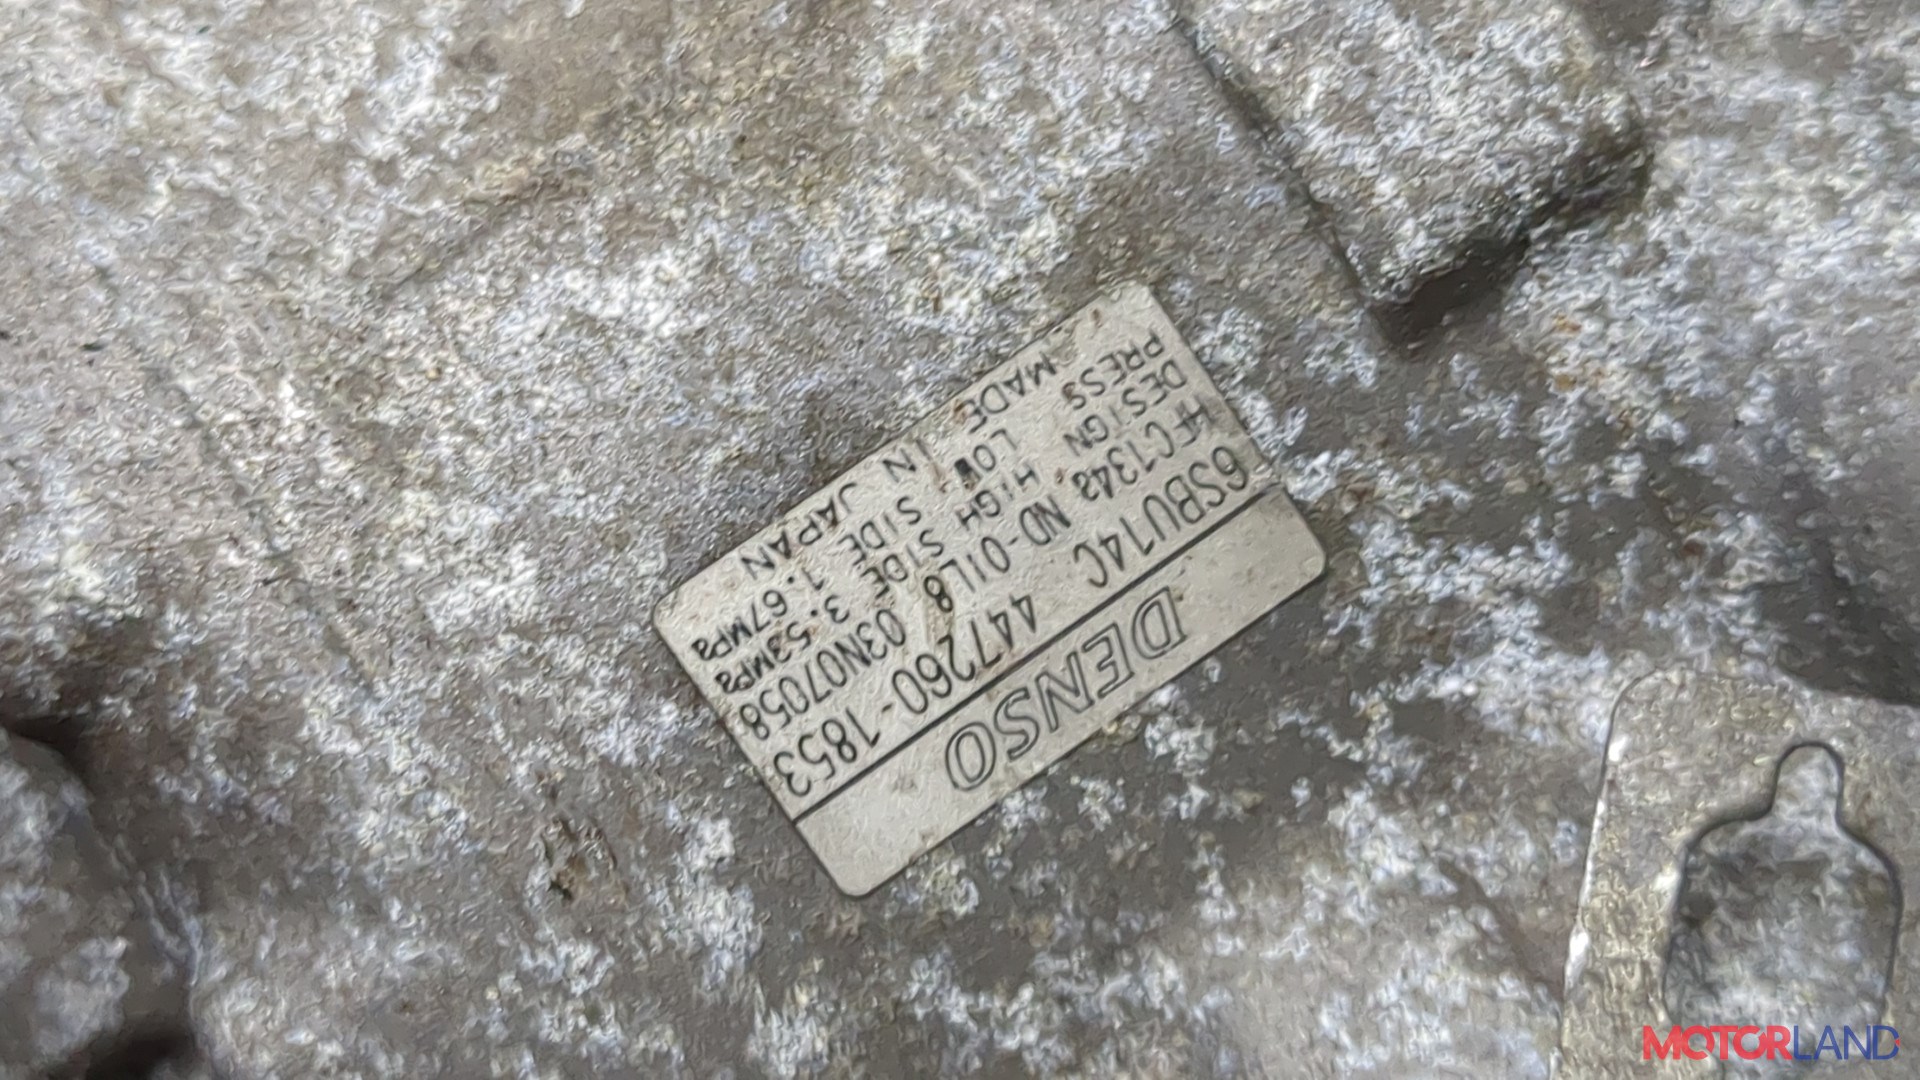 DENSO
6SBU14C 447260-1853
HFC134a ND-OIL8 03N07058
DESIGN HIGH SIDE 3.53MPa
PRESS LOW SIDE 1.67MPa
MADE IN JAPAN
MOTORLAND